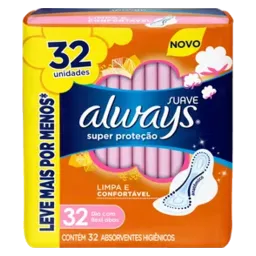 LEVE MAIS POR MENOS*
32
unidades
NOVO
SUAVE
always
super proteção
LIMPA E
CONFORTÁVEL
32
CONTÉM 32 ABSORVENTES HIGIÊNICOS